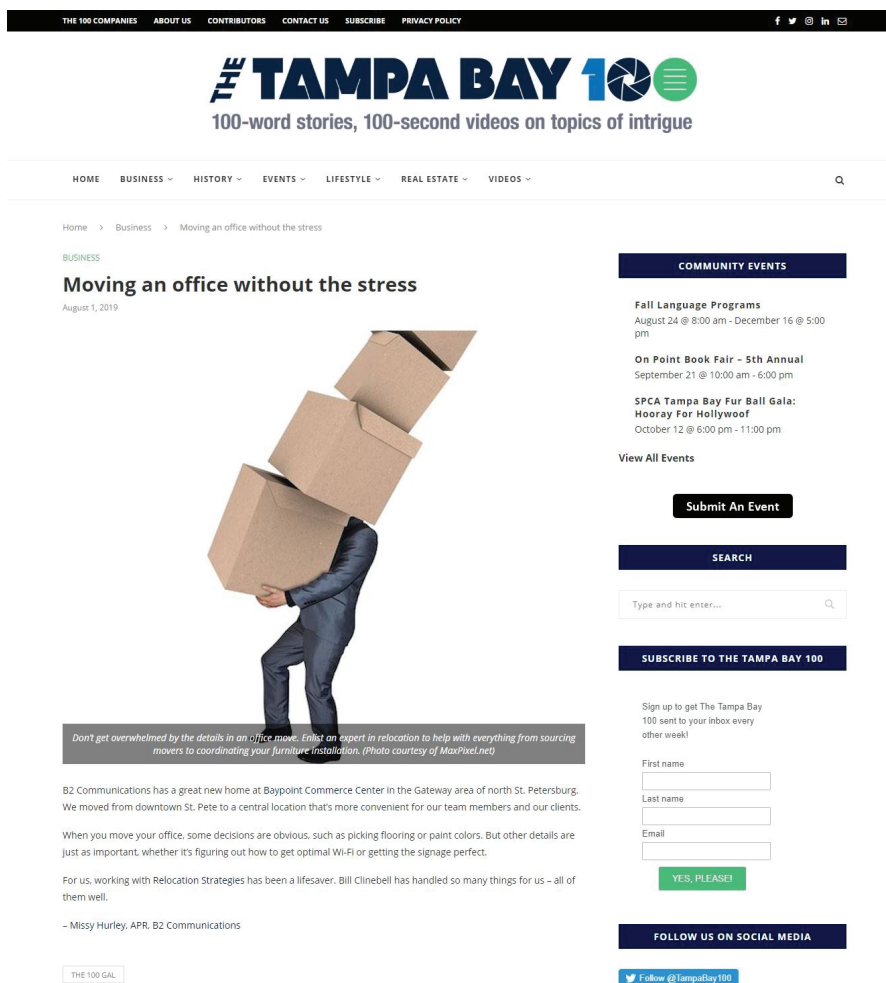 THE 100 COMPANIES ABOUT US CONTRIBUTORS CONTACT US SUBSCRIBE PRIVACY POLICY
THE TAMPA BAY 100
100-word stories, 100-second videos on topics of intrigue
HOME BUSINESS HISTORY EVENTS LIFESTYLE REAL ESTATE VIDEOS
Home > Business > Moving an office without the stress
BUSINESS
Moving an office without the stress
August 1, 2019
Don't get overwhelmed by the details in an office move. Enlist an expert in relocation to help with everything from sourcing
movers to coordinating your furniture installation. (Photo courtesy of MaxPixel.net)
B2 Communications has a great new home at Baypoint Commerce Center in the Gateway area of north St. Petersburg.
We moved from downtown St. Pete to a central location that's more convenient for our team members and our clients.
When you move your office, some decisions are obvious, such as picking flooring or paint colors. But other details are
just as important, whether it's figuring out how to get optimal Wi-Fi or getting the signage perfect.
For us, working with Relocation Strategies has been a lifesaver. Bill Clinebell has handled so many things for us – all of
them well.
– Missy Hurley, APR, B2 Communications
THE 100 GAL
COMMUNITY EVENTS
Fall Language Programs
August 24 @ 8:00 am - December 16 @ 5:00
pm
On Point Book Fair – 5th Annual
September 21 @ 10:00 am - 6:00 pm
SPCA Tampa Bay Fur Ball Gala:
Hooray For Hollywoof
October 12 @ 6:00 pm - 11:00 pm
View All Events
Submit An Event
SEARCH
Type and hit enter...
SUBSCRIBE TO THE TAMPA BAY 100
Sign up to get The Tampa Bay
100 sent to your inbox every
other week!
First name
Last name
Email
YES, PLEASE!
FOLLOW US ON SOCIAL MEDIA
Follow @TampaBay100